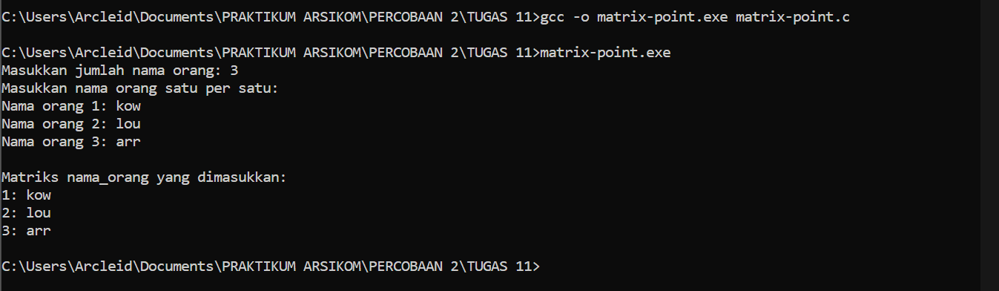 C:\Users\Arcleid\Documents\PRAKTIKUM ARSIKOM\PERCOBAAN 2\TUGAS 11>gcc -o matrix-point.exe matrix-point.c
C:\Users\Arcleid\Documents\PRAKTIKUM ARSIKOM\PERCOBAAN 2\TUGAS 11>matrix-point.exe
Masukkan jumlah nama orang: 3
Masukkan nama orang satu per satu:
Nama orang 1: kow
Nama orang 2: lou
Nama orang 3: arr
Matriks nama_orang yang dimasukkan:
1: kow
2: lou
3: arr
C:\Users\Arcleid\Documents\PRAKTIKUM ARSIKOM\PERCOBAAN 2\TUGAS 11>